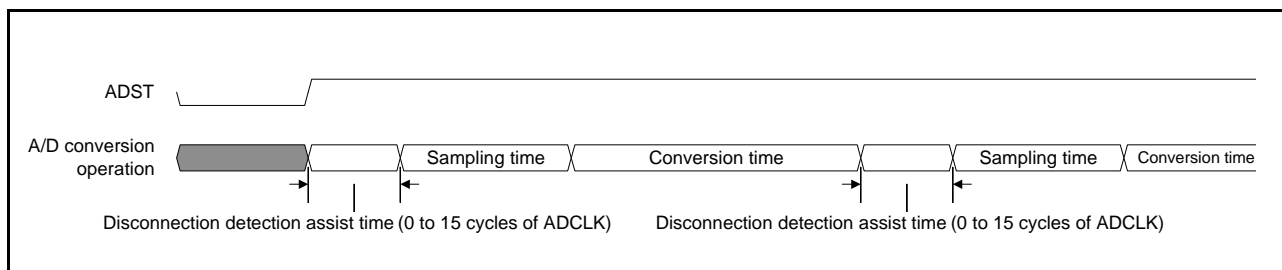 ADST
A/D conversion
operation
Sampling time
Conversion time
Sampling time
Conversion time
Disconnection detection assist time (0 to 15 cycles of ADCLK)
Disconnection detection assist time (0 to 15 cycles of ADCLK)